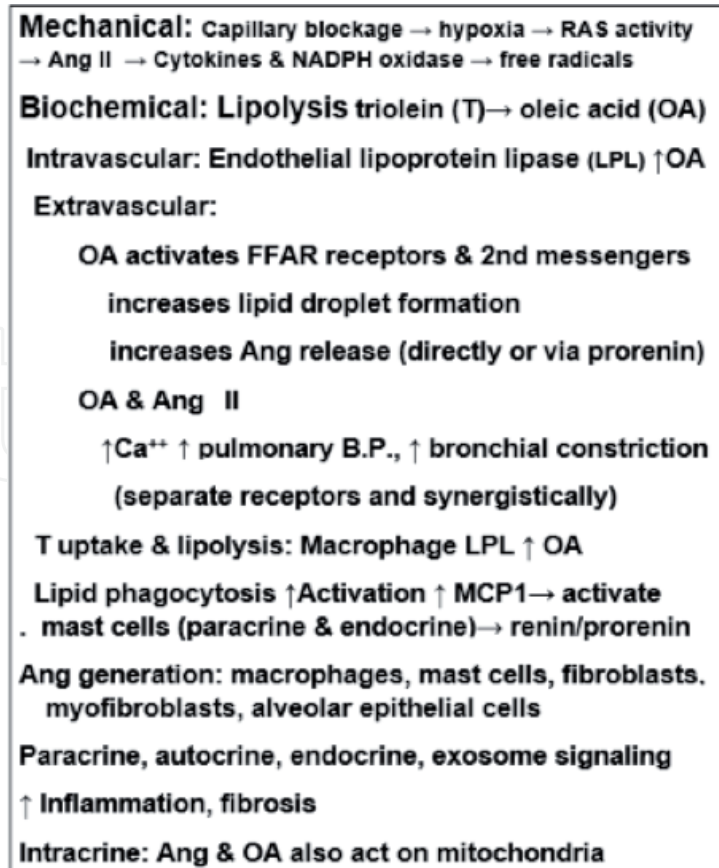 Mechanical: Capillary blockage → hypoxia → RAS activity
→ Ang II → Cytokines & NADPH oxidase → free radicals
Biochemical: Lipolysis triolein (T)→ oleic acid (OA)
Intravascular: Endothelial lipoprotein lipase (LPL) ↑OA
Extravascular:
OA activates FFAR receptors & 2nd messengers
increases lipid droplet formation
increases Ang release (directly or via prorenin)
OA & Ang II
↑Ca⁺⁺ ↑ pulmonary B.P., ↑ bronchial constriction
(separate receptors and synergistically)
T uptake & lipolysis: Macrophage LPL ↑ OA
Lipid phagocytosis ↑Activation ↑ MCP1→ activate
. mast cells (paracrine & endocrine)→ renin/prorenin
Ang generation: macrophages, mast cells, fibroblasts.
myofibroblasts, alveolar epithelial cells
Paracrine, autocrine, endocrine, exosome signaling
↑ Inflammation, fibrosis
Intracrine: Ang & OA also act on mitochondria